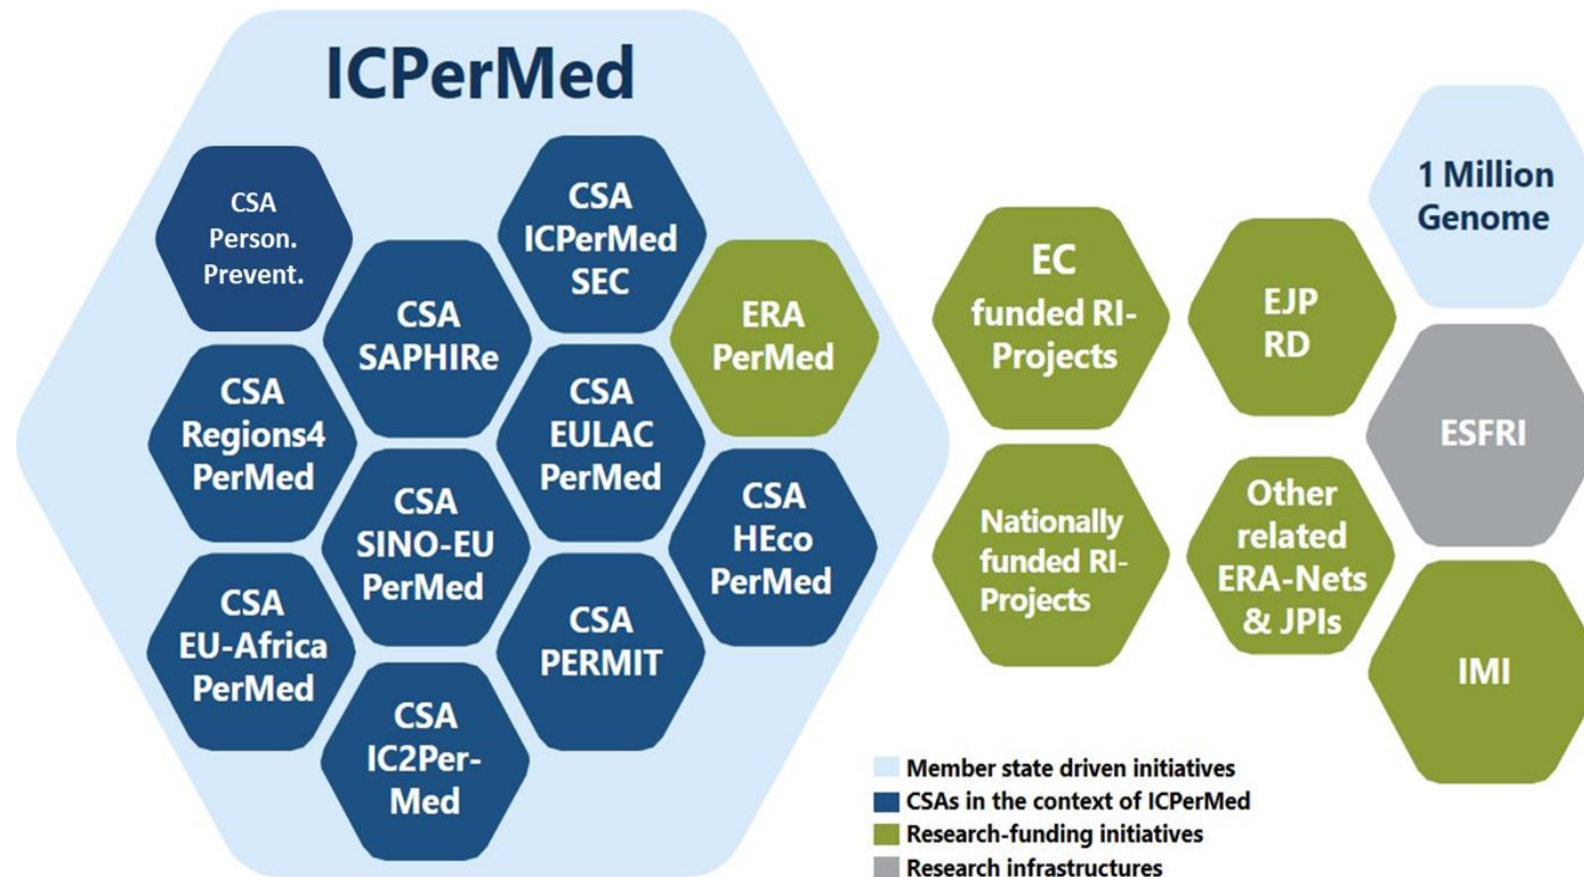 ICPerMed
CSA
Person.
Prevent.
CSA
ICPerMed
SEC
CSA
SAPHIRe
ERA
PerMed
CSA
Regions4
PerMed
CSA
EULAC
PerMed
CSA
SINO-EU
PerMed
CSA
HEco
PerMed
CSA
EU-Africa
PerMed
CSA
PERMIT
CSA
IC2Per-
Med
EC
funded RI-
Projects
EJP
RD
1 Million
Genome
ESFRI
Nationally
funded RI-
Projects
Other
related
ERA-Nets
& JPIs
IMI
Member state driven initiatives
CSAs in the context of ICPerMed
Research-funding initiatives
Research infrastructures